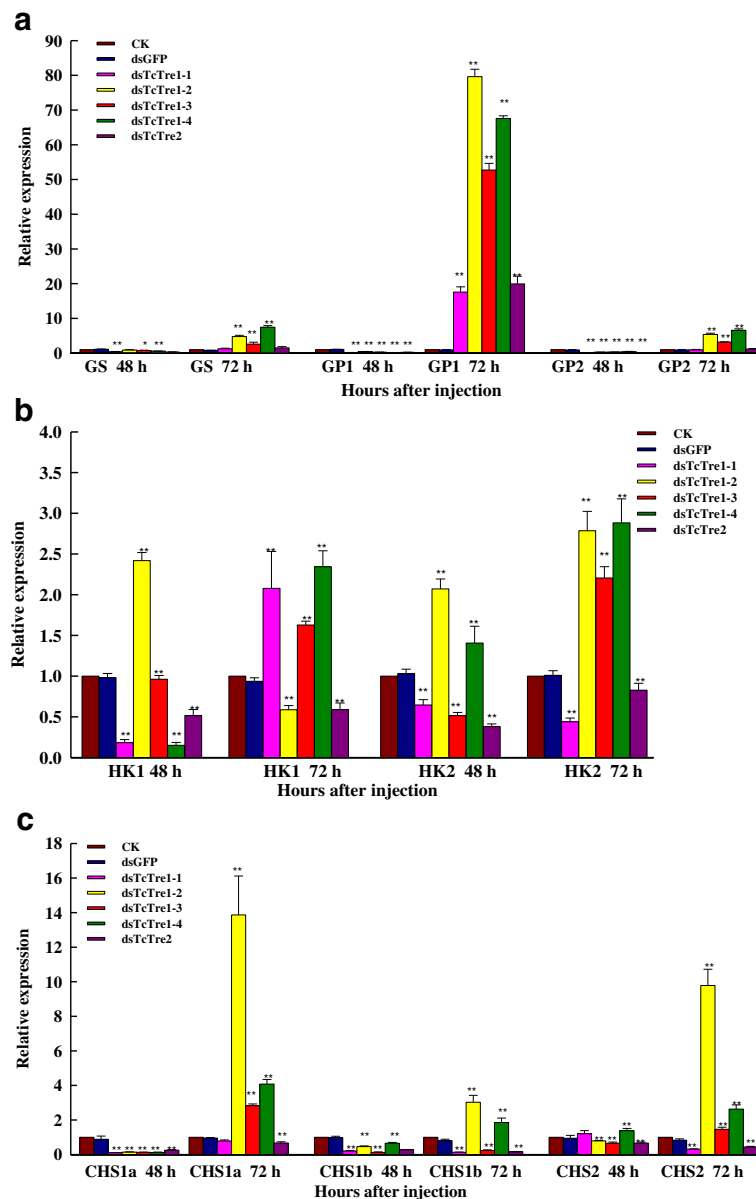 a
90
80
70
60
50
40
30
20
10
0
Relative expression
CK
dsGFP
dsTcTre1-1
dsTcTre1-2
dsTcTre1-3
dsTcTre1-4
dsTcTre2
** * **
** ** **
** ** ** ** **
** ** ** ** **
** ** ** ** **
** ** **
GS 48 h GS 72 h GP1 48 h GP1 72 h GP2 48 h GP2 72 h
Hours after injection
b
4.0
3.5
3.0
2.5
2.0
1.5
1.0
0.5
0.0
Relative expression
CK
dsGFP
dsTcTre1-1
dsTcTre1-2
dsTcTre1-3
dsTcTre1-4
dsTcTre2
** ** ** ** **
** ** ** ** **
** ** ** ** **
** ** ** ** **
HK1 48 h HK1 72 h HK2 48 h HK2 72 h
Hours after injection
c
18
16
14
12
10
8
6
4
2
0
Relative expression
CK
dsGFP
dsTcTre1-1
dsTcTre1-2
dsTcTre1-3
dsTcTre1-4
dsTcTre2
** ** ** ** **
** ** ** **
** ** ** **
** ** ** ** **
** ** ** **
** ** ** ** **
CHS1a 48 h CHS1a 72 h CHS1b 48 h CHS1b 72 h CHS2 48 h CHS2 72 h
Hours after injection